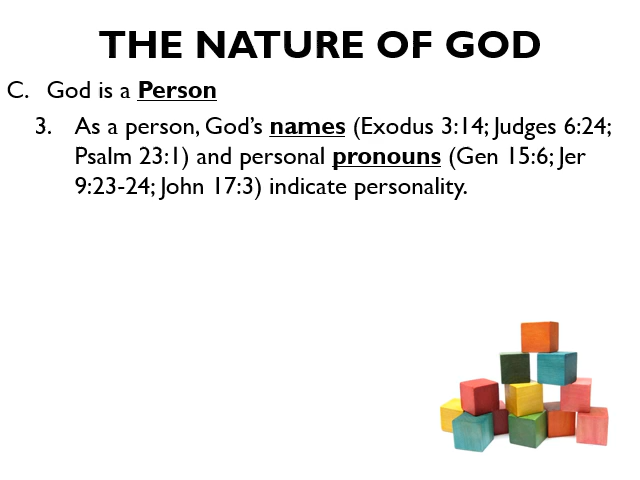 THE NATURE OF GOD
C. God is a Person
3. As a person, God’s names (Exodus 3:14; Judges 6:24;
Psalm 23:1) and personal pronouns (Gen 15:6; Jer
9:23-24; John 17:3) indicate personality.